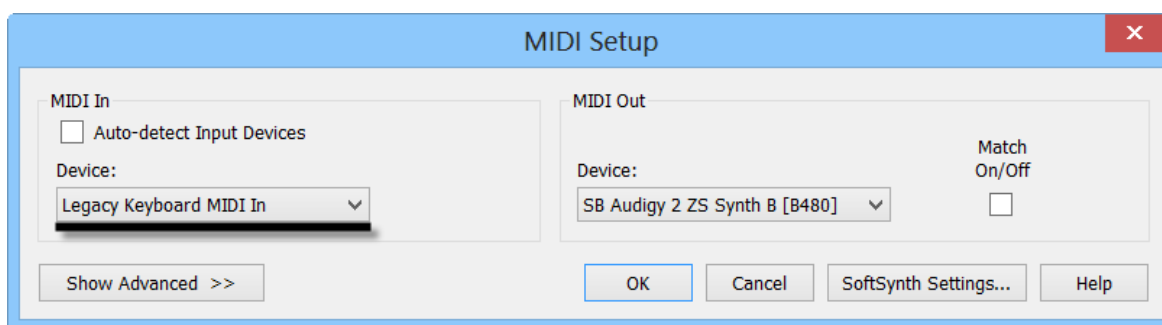 MIDI Setup
MIDI In
Auto-detect Input Devices
Device:
Legacy Keyboard MIDI In
MIDI Out
Match
On/Off
Device:
SB Audigy 2 ZS Synth B [B480]
Show Advanced >>
OK
Cancel
SoftSynth Settings...
Help